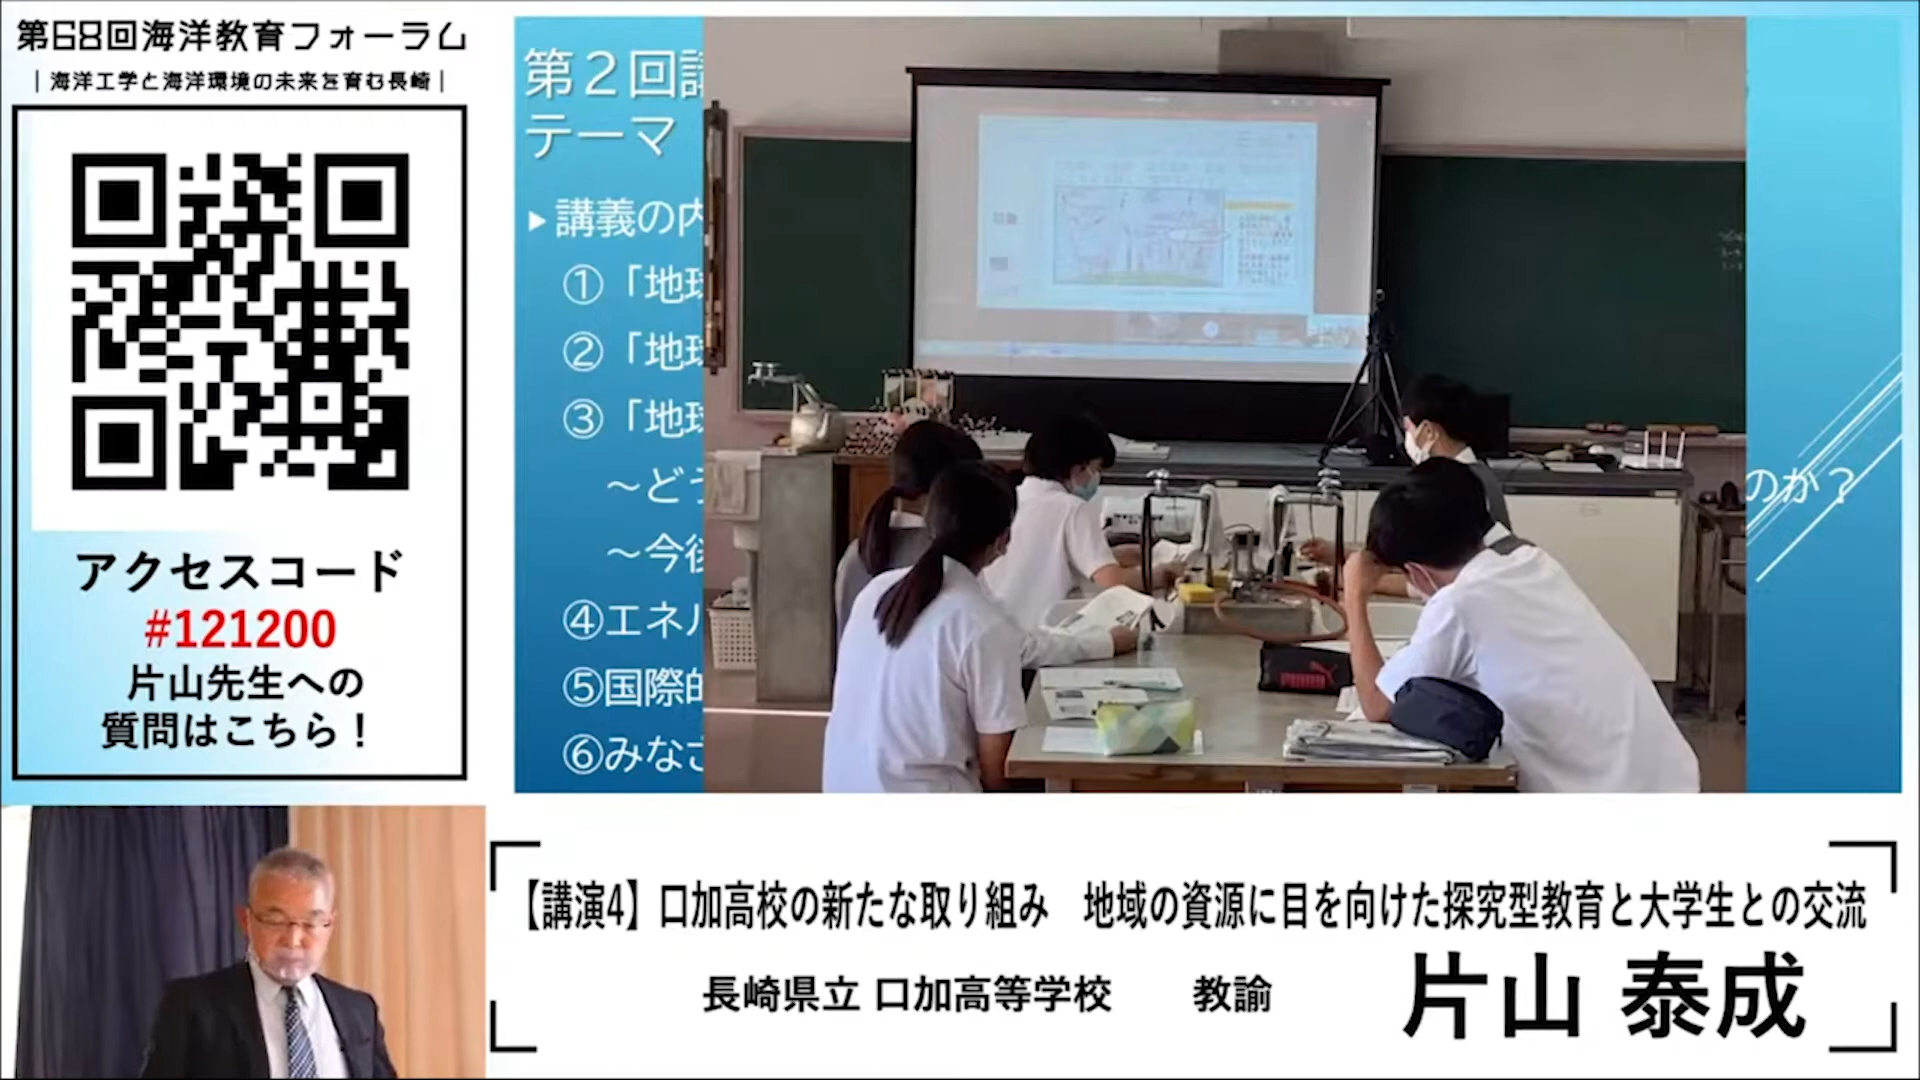 第68回海洋教育フォーラム
｜海洋工学と海洋環境の未来を育む長崎｜
アクセスコード
#121200
片山先生への
質問はこちら！
第２回講
テーマ
▶講義の内
①「地球
②「地球
③「地球
～どう
のか？
～今後
④エネル
⑤国際的
⑥みなさ
PUMA
【講演4】口加高校の新たな取り組み　地域の資源に目を向けた探究型教育と大学生との交流
長崎県立 口加高等学校　教諭　片山 泰成